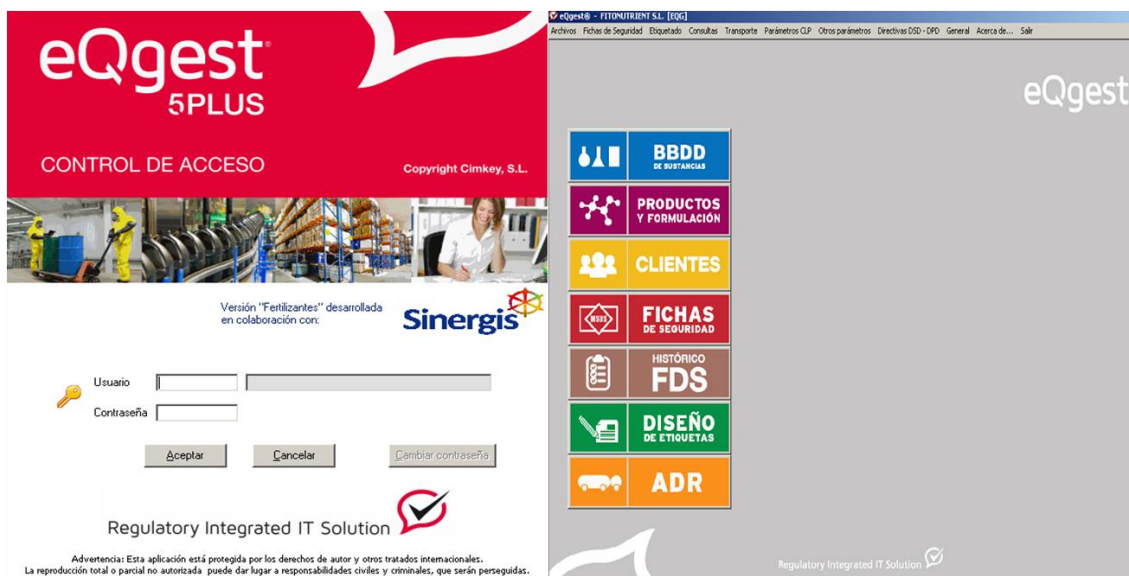 eQgest
5PLUS
CONTROL DE ACCESO
Copyright Cimkey, S.L.
Versión "Fertilizantes" desarrollada
en colaboración con:
Sinergis
Usuario
Contraseña
Aceptar
Cancelar
Cambiar contraseña
Regulatory Integrated IT Solution
Advertencia: Esta aplicación está protegida por los derechos de autor y otros tratados internacionales.
La reproducción total o parcial no autorizada puede dar lugar a responsabilidades civiles y criminales, que serán perseguidas.
eQgest® - FITONUTRIENT S.L. [EQG]
Archivos Fichas de Seguridad Etiquetado Consultas Transporte Parámetros CLP Otros parámetros Directivas DSD - DPD General Acerca de... Salir
eQgest
BBDD
DE SUSTANCIAS
PRODUCTOS
Y FORMULACIÓN
CLIENTES
MSDS
FICHAS
DE SEGURIDAD
HISTÓRICO
FDS
DISEÑO
DE ETIQUETAS
ADR
Regulatory Integrated IT Solution